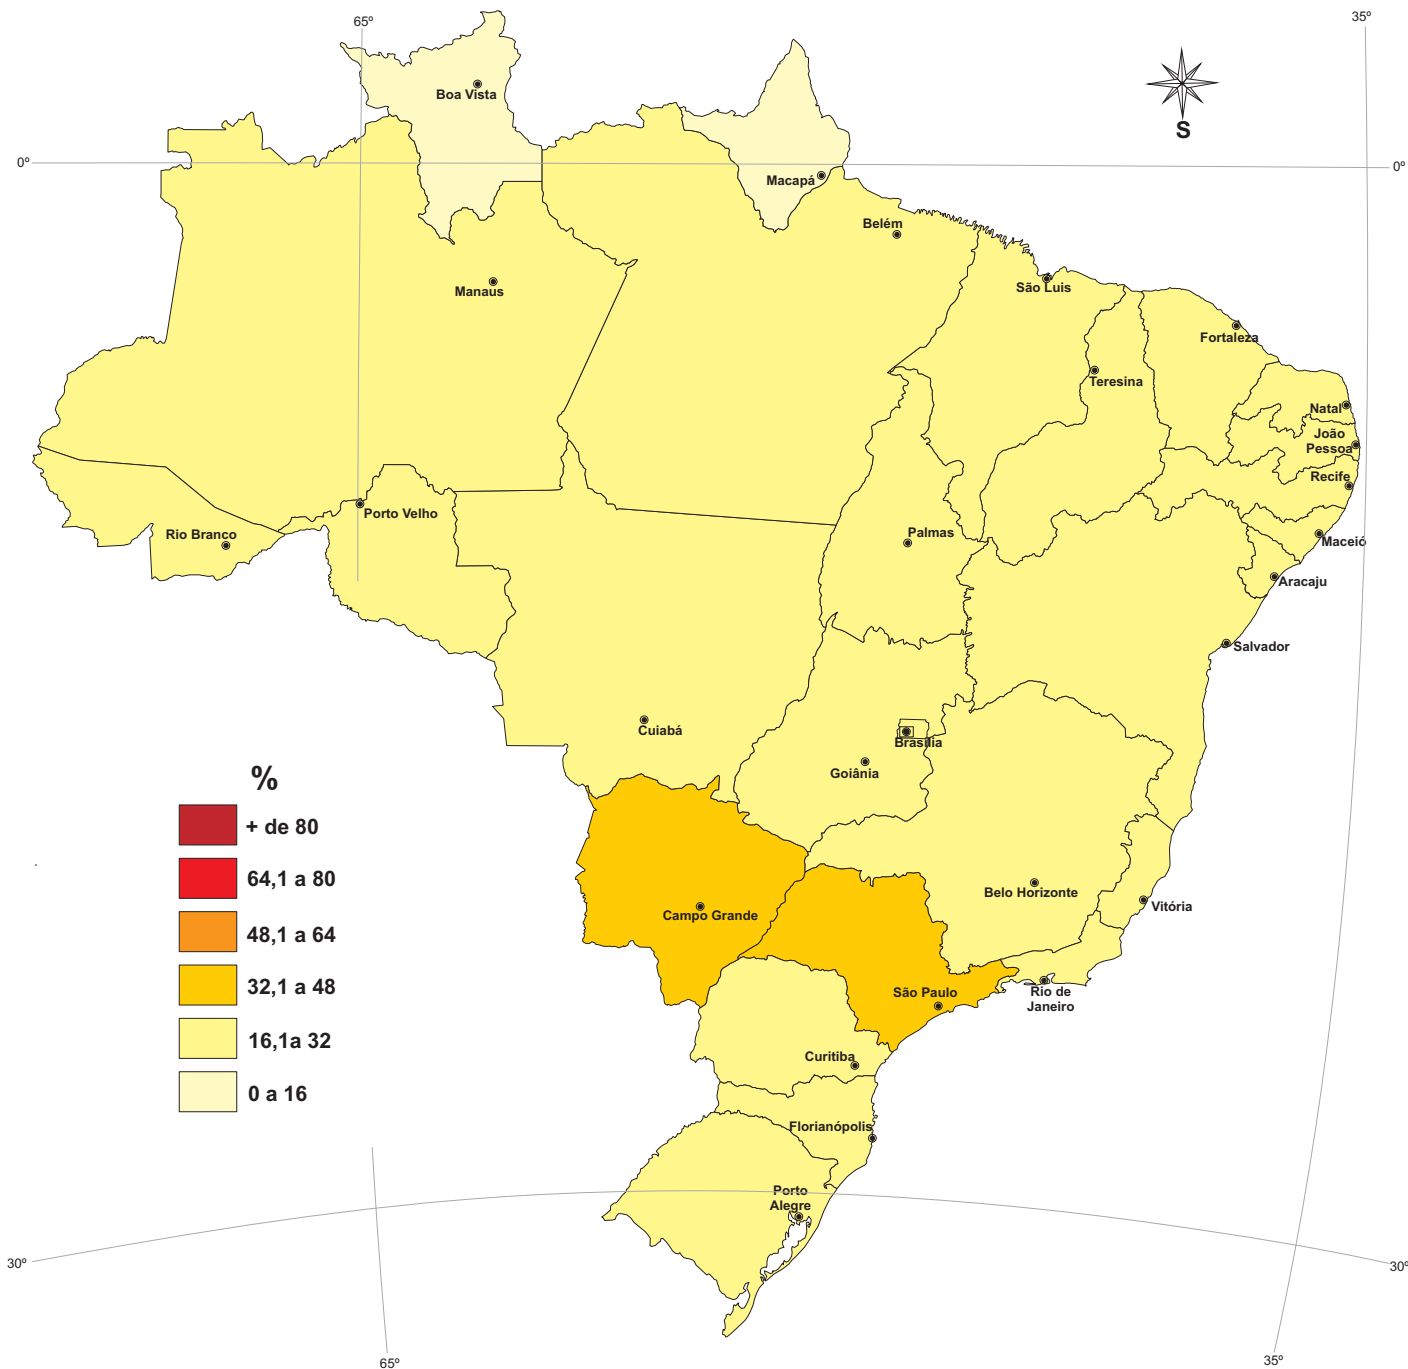 65º
35º
Boa Vista
S
0º
0º
Macapá
Belém
Manaus
São Luis
Fortaleza
Teresina
Natal
João
Pessoa
Recife
Porto Velho
Rio Branco
Palmas
Maceió
Aracaju
Salvador
Cuiabá
Brasília
Goiânia
%
+ de 80
64,1 a 80
48,1 a 64
32,1 a 48
16,1a 32
0 a 16
Belo Horizonte
Campo Grande
Vitória
São Paulo
Rio de
Janeiro
Curitiba
Florianópolis
Porto
Alegre
30º
30º
65º
35º